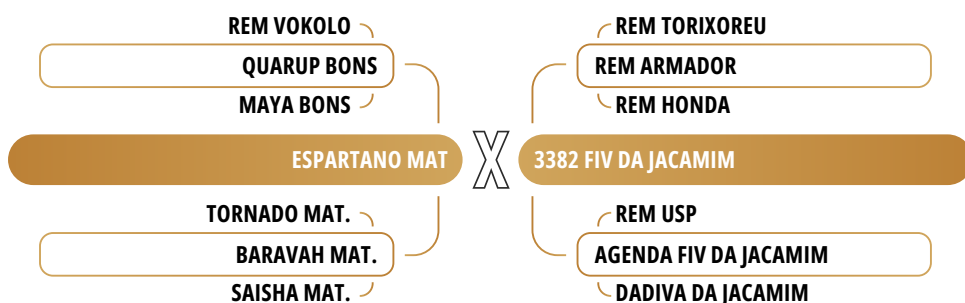 REM VOKOLO
QUARUP BONS
MAYA BONS
ESPARTANO MAT
TORNADO MAT.
BARAVAH MAT.
SAISHA MAT.
X
REM TORIXOREU
REM ARMADOR
REM HONDA
3382 FIV DA JACAMIM
REM USP
AGENDA FIV DA JACAMIM
DADIVA DA JACAMIM